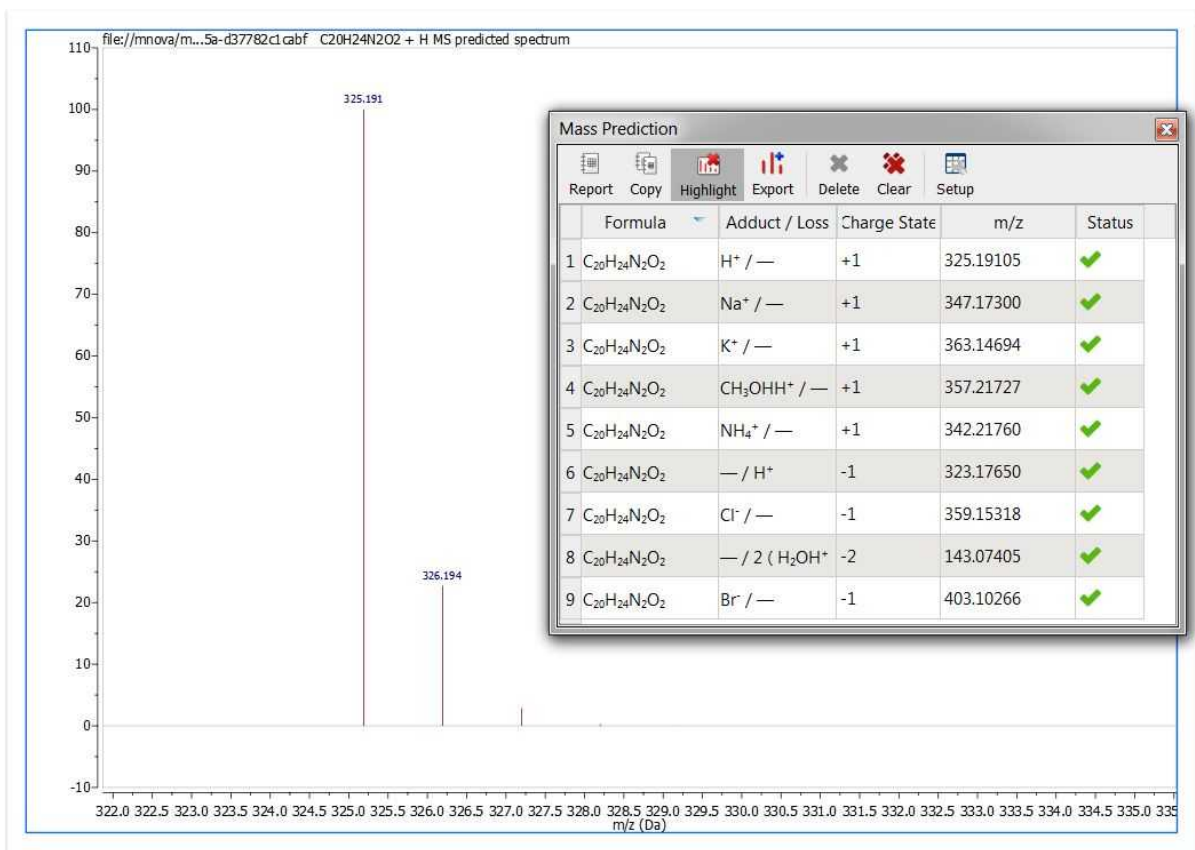 file://mnova/m...5a-d37782c1cabf C20H24N2O2 + H MS predicted spectrum
110
100
90
80
70
60
50
40
30
20
10
0
-10
325.191
326.194
322.0 322.5 323.0 323.5 324.0 324.5 325.0 325.5 326.0 326.5 327.0 327.5 328.0 328.5 329.0 329.5 330.0 330.5 331.0 331.5 332.0 332.5 333.0 333.5 334.0 334.5 335.0 335
m/z (Da)
Mass Prediction
Report Copy Highlight Export Delete Clear Setup
Formula Adduct / Loss Charge State m/z Status
1 C₂₀H₂₄N₂O₂ H⁺ / — +1 325.19105
2 C₂₀H₂₄N₂O₂ Na⁺ / — +1 347.17300
3 C₂₀H₂₄N₂O₂ K⁺ / — +1 363.14694
4 C₂₀H₂₄N₂O₂ CH₃OHH⁺ / — +1 357.21727
5 C₂₀H₂₄N₂O₂ NH₄⁺ / — +1 342.21760
6 C₂₀H₂₄N₂O₂ — / H⁺ -1 323.17650
7 C₂₀H₂₄N₂O₂ Cl⁻ / — -1 359.15318
8 C₂₀H₂₄N₂O₂ — / 2 ( H₂OH⁺ -2 143.07405
9 C₂₀H₂₄N₂O₂ Br⁻ / — -1 403.10266